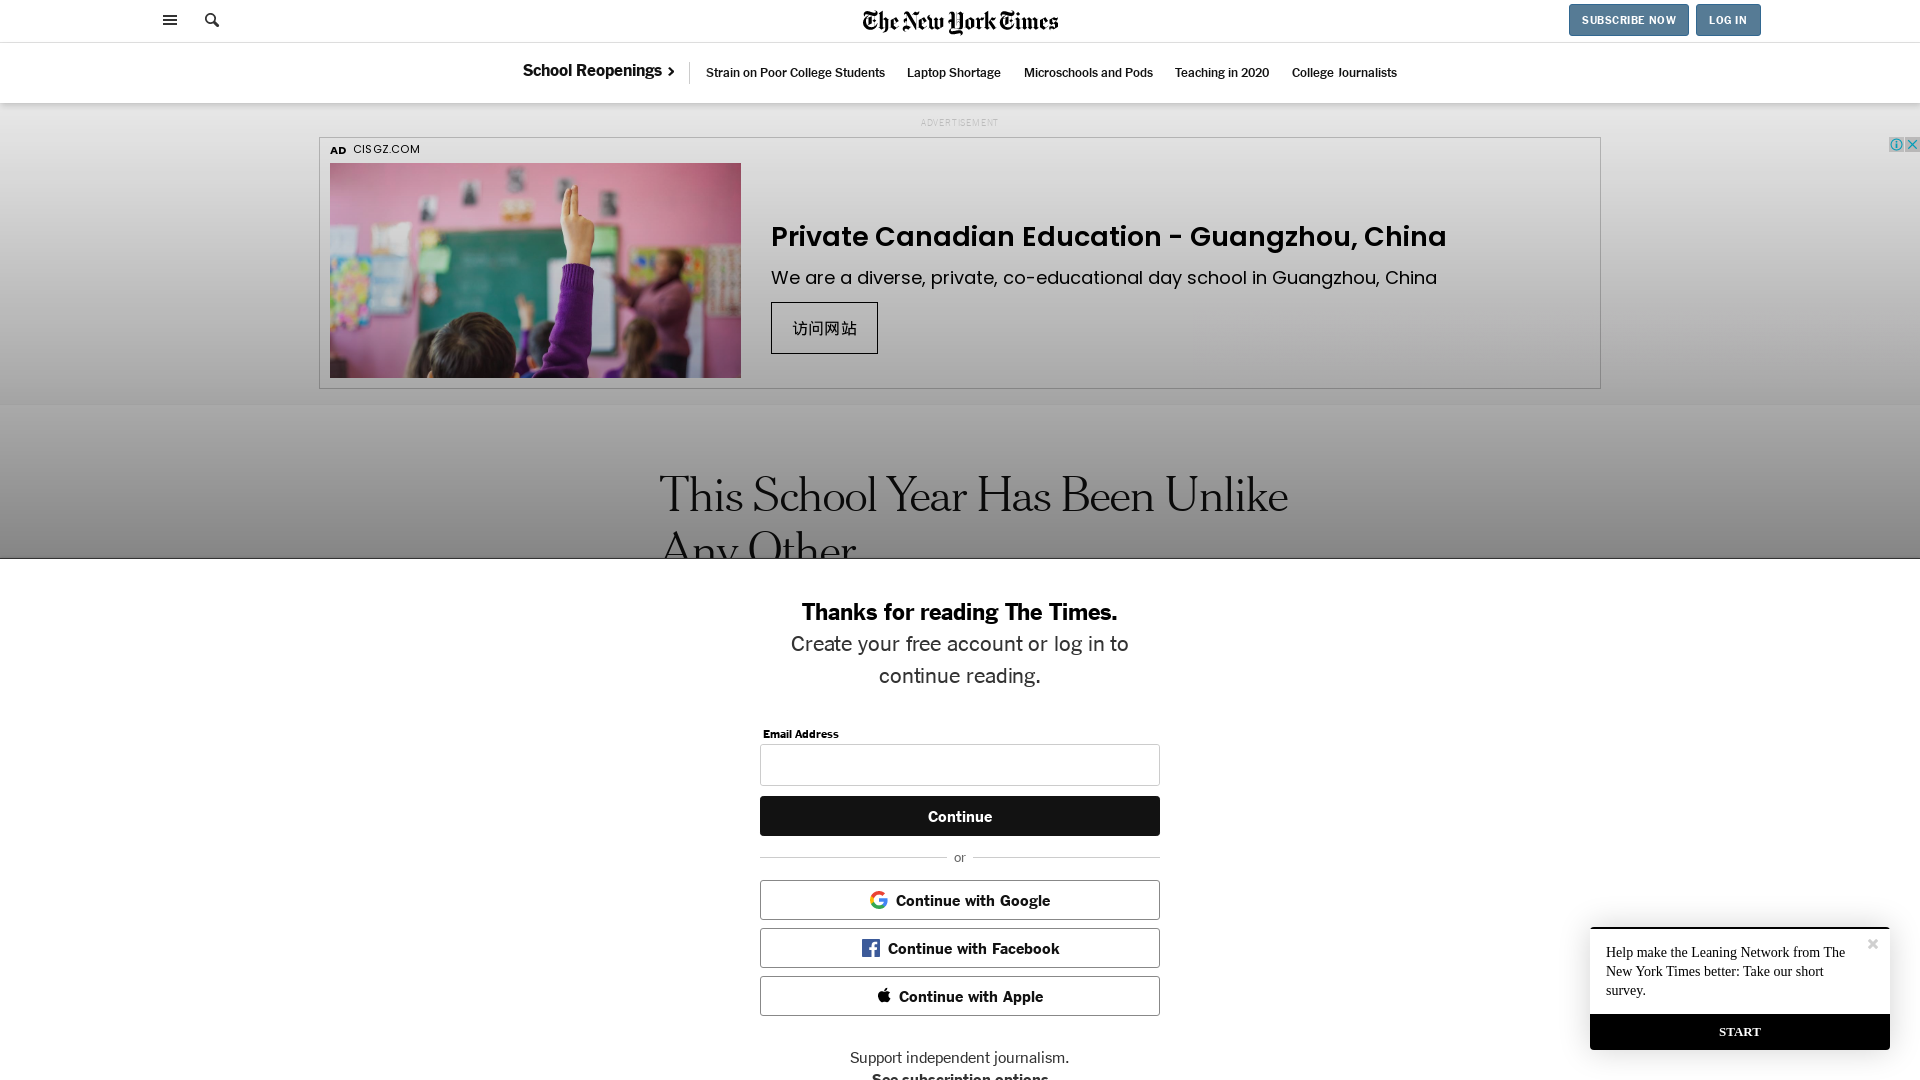 The New York Times
SUBSCRIBE NOW
LOG IN
School Reopenings
Strain on Poor College Students
Laptop Shortage
Microschools and Pods
Teaching in 2020
College Journalists
ADVERTISEMENT
AD CISGZ.COM
Private Canadian Education - Guangzhou, China
We are a diverse, private, co-educational day school in Guangzhou, China
访问网站
This School Year Has Been Unlike
Any Other
Thanks for reading The Times.
Create your free account or log in to
continue reading.
Email Address
Continue
or
Continue with Google
Continue with Facebook
Continue with Apple
Support independent journalism.
See subscription options
Help make the Leaning Network from The
New York Times better: Take our short
survey.
START